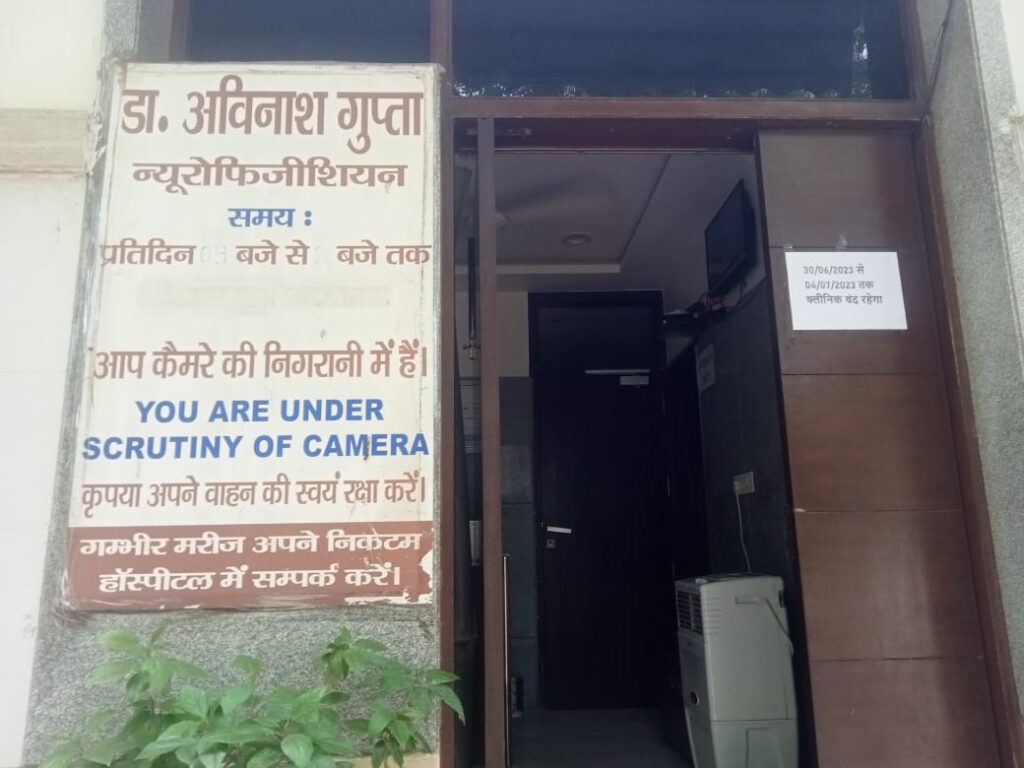 डा. अविनाश गुप्ता
न्यूरोफिजीशियन
समय :
प्रतिदिन बजे से बजे तक
आप कैमरे की निगरानी में हैं।
YOU ARE UNDER
SCRUTINY OF CAMERA
कृपया अपने वाहन की स्वयं रक्षा करें।
गम्भीर मरीज अपने निकटम
हॉस्पीटल में सम्पर्क करें।
30/06/2023 से
04/07/2023 तक
क्लीनिक बंद रहेगा